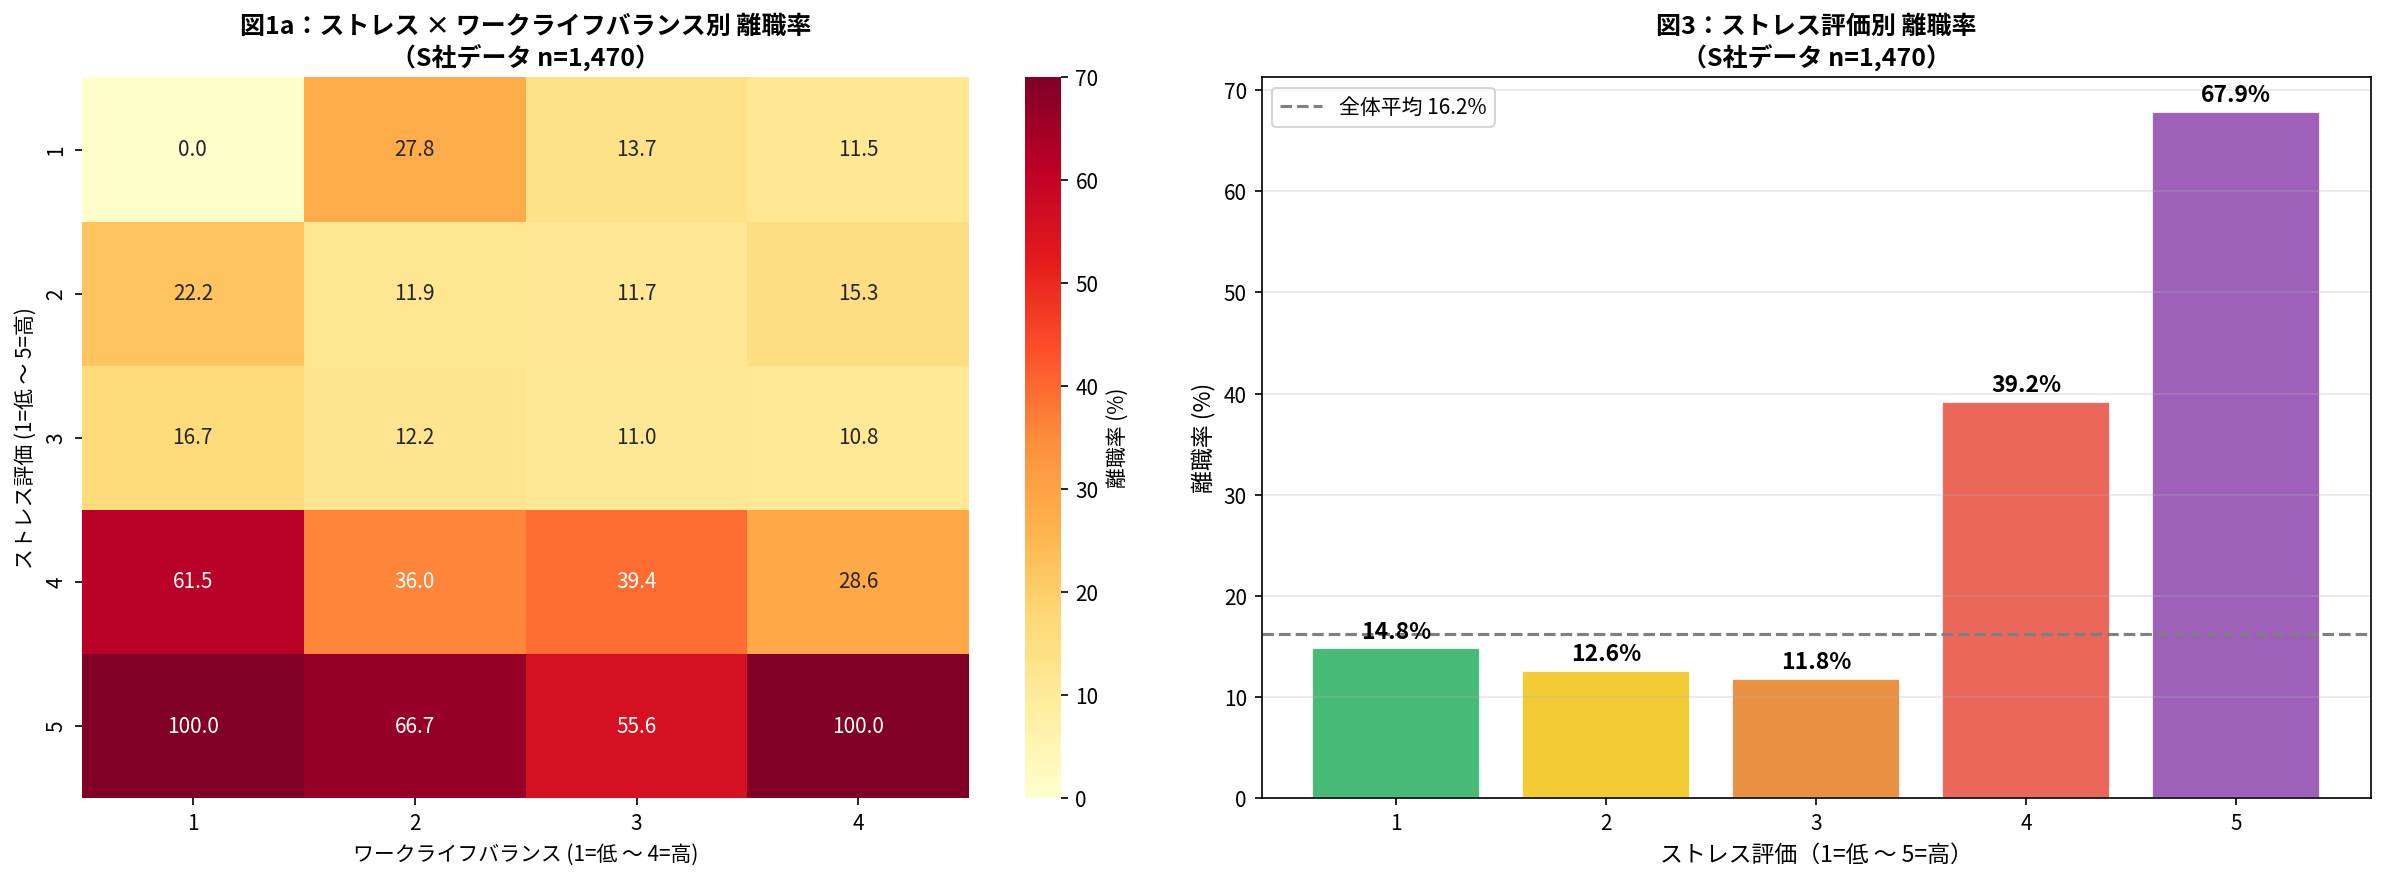 図1a：ストレス × ワークライフバランス別 離職率
（S社データ n=1,470）
ストレス評価 (1=低 ～ 5=高)
1 0.0 27.8 13.7 11.5
2 22.2 11.9 11.7 15.3
3 16.7 12.2 11.0 10.8
4 61.5 36.0 39.4 28.6
5 100.0 66.7 55.6 100.0
1 2 3 4
ワークライフバランス (1=低 ～ 4=高)
70
60
50
40
30
20
10
0
離職率 (%)
図3：ストレス評価別 離職率
（S社データ n=1,470）
全体平均 16.2%
離職率 (%)
70
60
50
40
30
20
10
0
14.8%
12.6%
11.8%
39.2%
67.9%
1 2 3 4 5
ストレス評価（1=低 ～ 5=高）